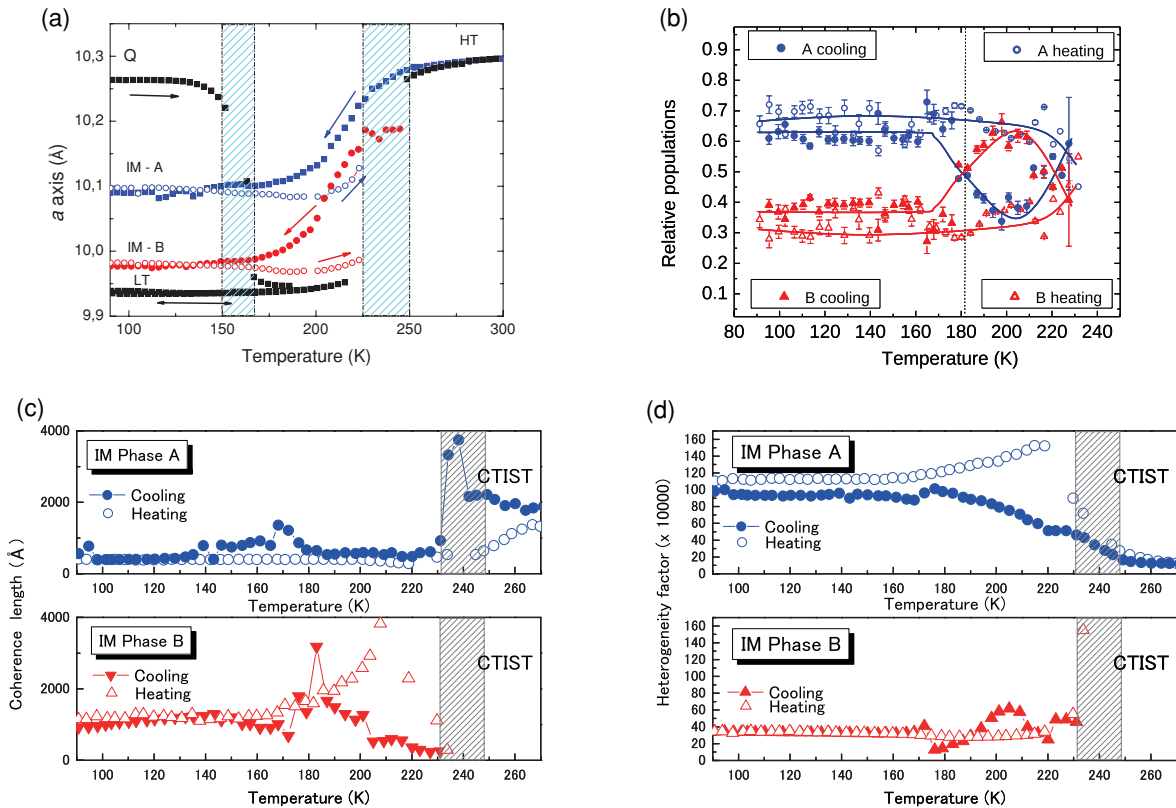 (a)
Q
HT
IM - A
IM - B
LT
10,3
10,2
10,1
10,0
9,9
a axis (Å)
100 150 200 250 300
Temperature (K)
(b)
A cooling
A heating
B cooling
B heating
0.9
0.8
0.7
0.6
0.5
0.4
0.3
0.2
0.1
Relative populations
80 100 120 140 160 180 200 220 240
Temperature (K)
(c)
IM Phase A
CTIST
Cooling
Heating
4000
2000
0
100 120 140 160 180 200 220 240 260
Temperature (K)
IM Phase B
CTIST
Cooling
Heating
4000
2000
0
Coherence length (Å)
100 120 140 160 180 200 220 240 260
Temperature (K)
(d)
IM Phase A
CTIST
Cooling
Heating
160
140
120
100
80
60
40
20
0
100 120 140 160 180 200 220 240 260
Temperature (K)
IM Phase B
CTIST
Cooling
Heating
160
140
120
100
80
60
40
20
0
Heterogeneity factor (x 10000)
100 120 140 160 180 200 220 240 260
Temperature (K)